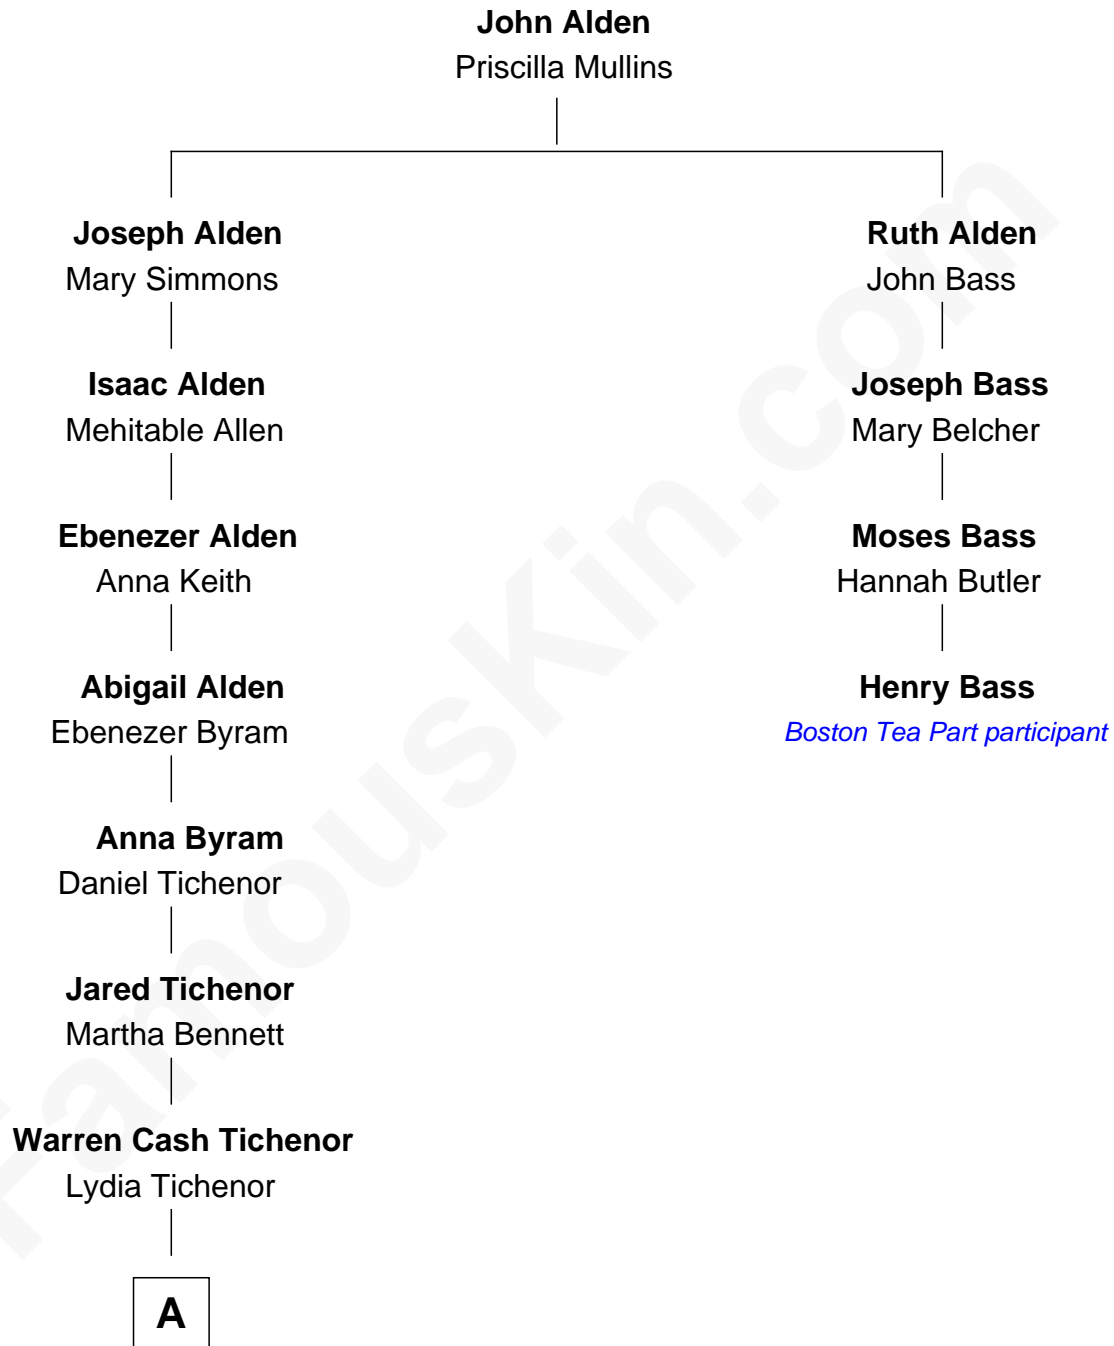 John Alden
Priscilla Mullins
Joseph Alden
Mary Simmons
Isaac Alden
Mehitable Allen
Ebenezer Alden
Anna Keith
Abigail Alden
Ebenezer Byram
Anna Byram
Daniel Tichenor
Jared Tichenor
Martha Bennett
Warren Cash Tichenor
Lydia Tichenor
A
Ruth Alden
John Bass
Joseph Bass
Mary Belcher
Moses Bass
Hannah Butler
Henry Bass
Boston Tea Part participant
FamousKin.com